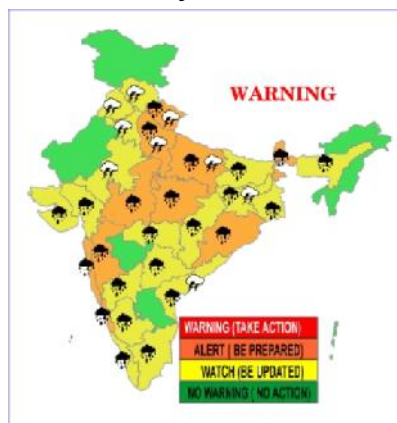 WARNING
WARNING (TAKE ACTION)
ALERT ( BE PREPARED)
WATCH (BE UPDATED)
NO WARNING ( NO ACTION)